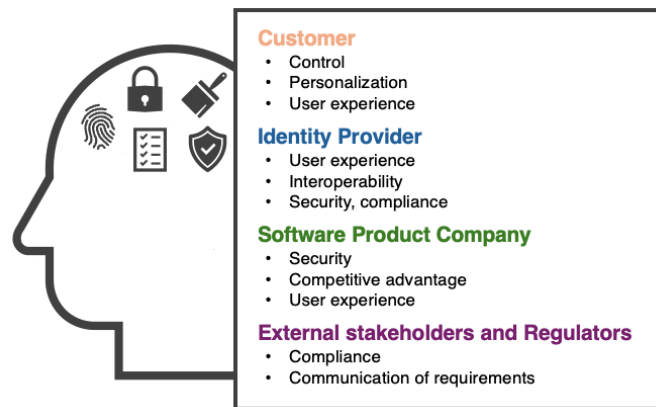 Customer
• Control
• Personalization
• User experience
Identity Provider
• User experience
• Interoperability
• Security, compliance
Software Product Company
• Security
• Competitive advantage
• User experience
External stakeholders and Regulators
• Compliance
• Communication of requirements